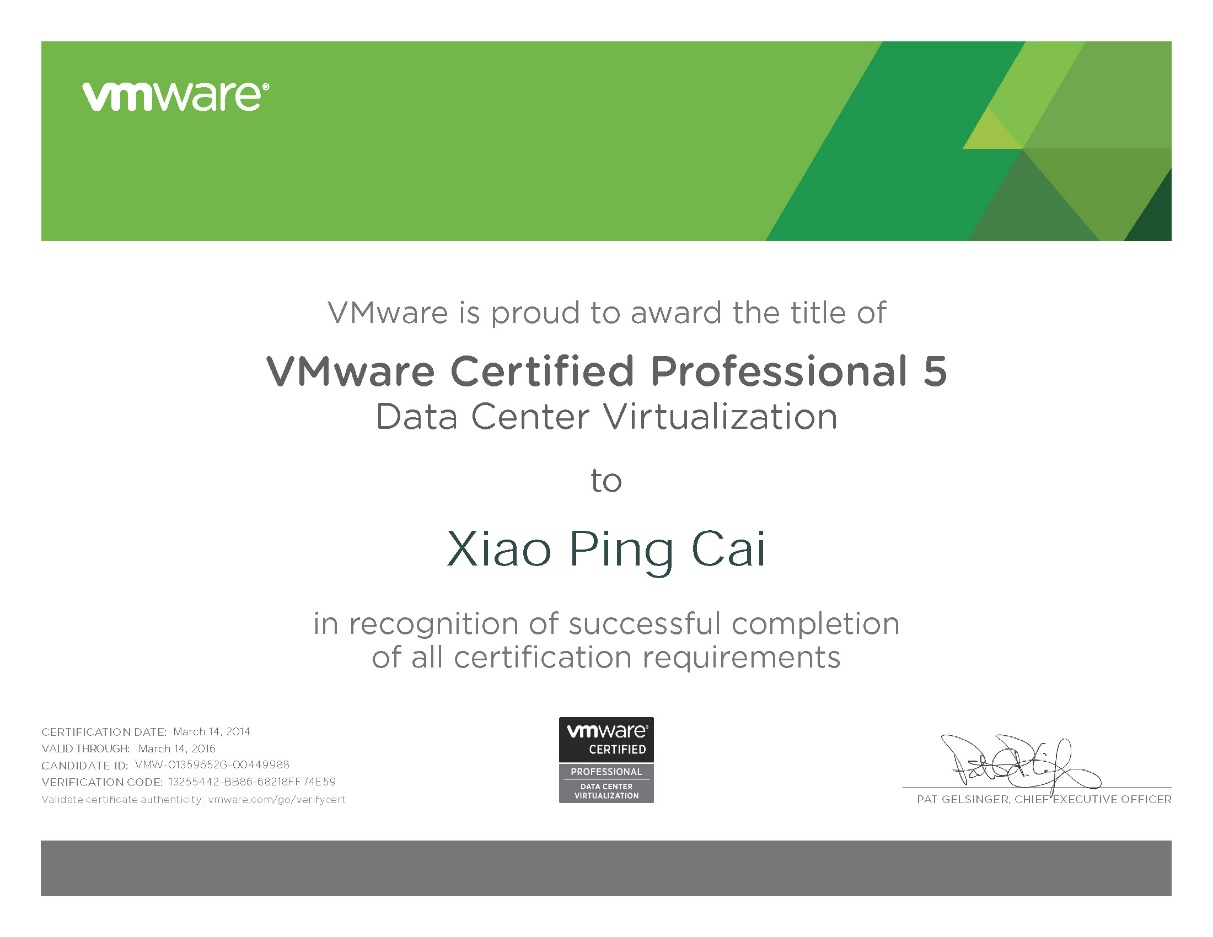 vmware®
VMware is proud to award the title of
VMware Certified Professional 5
Data Center Virtualization
to
Xiao Ping Cai
in recognition of successful completion
of all certification requirements
CERTIFICATION DATE: March 14, 2014
VALID THROUGH: March 14, 2016
CANDIDATE ID: VMW-01359652G-00449988
VERIFICATION CODE: 13255442-BB86-68218FF74E59
Validate certificate authenticity: vmware.com/go/verifycert
vmware®
CERTIFIED
PROFESSIONAL
DATA CENTER
VIRTUALIZATION
PAT GELSINGER, CHIEF EXECUTIVE OFFICER